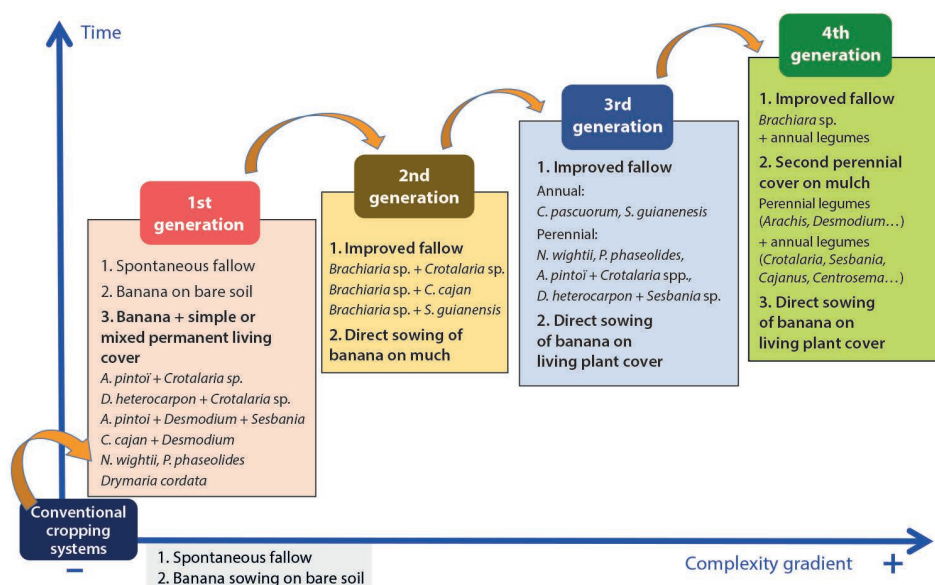 Time
4th
generation
1. Improved fallow
Brachiara sp.
+ annual legumes
2. Second perennial
cover on mulch
Perennial legumes
(Arachis, Desmodium...)
+ annual legumes
(Crotalaria, Sesbania,
Cajanus, Centrosema...)
3. Direct sowing
of banana on
living plant cover
3rd
generation
1. Improved fallow
Annual:
C. pascuorum, S. guianenesis
Perennial:
N. wightii, P. phaseolides,
A. pintoï + Crotalaria spp.,
D. heterocarpon + Sesbania sp.
2. Direct sowing
of banana on
living plant cover
2nd
generation
1. Improved fallow
Brachiaria sp. + Crotalaria sp.
Brachiaria sp. + C. cajan
Brachiaria sp. + S. guianensis
2. Direct sowing of
banana on much
1st
generation
1. Spontaneous fallow
2. Banana on bare soil
3. Banana + simple or
mixed permanent living
cover
A. pintoï + Crotalaria sp.
D. heterocarpon + Crotalaria sp.
A. pintoi + Desmodium + Sesbania
C. cajan + Desmodium
N. wightii, P. phaseolides
Drymaria cordata
Conventional
cropping
systems
–
1. Spontaneous fallow
2. Banana sowing on bare soil
Complexity gradient +